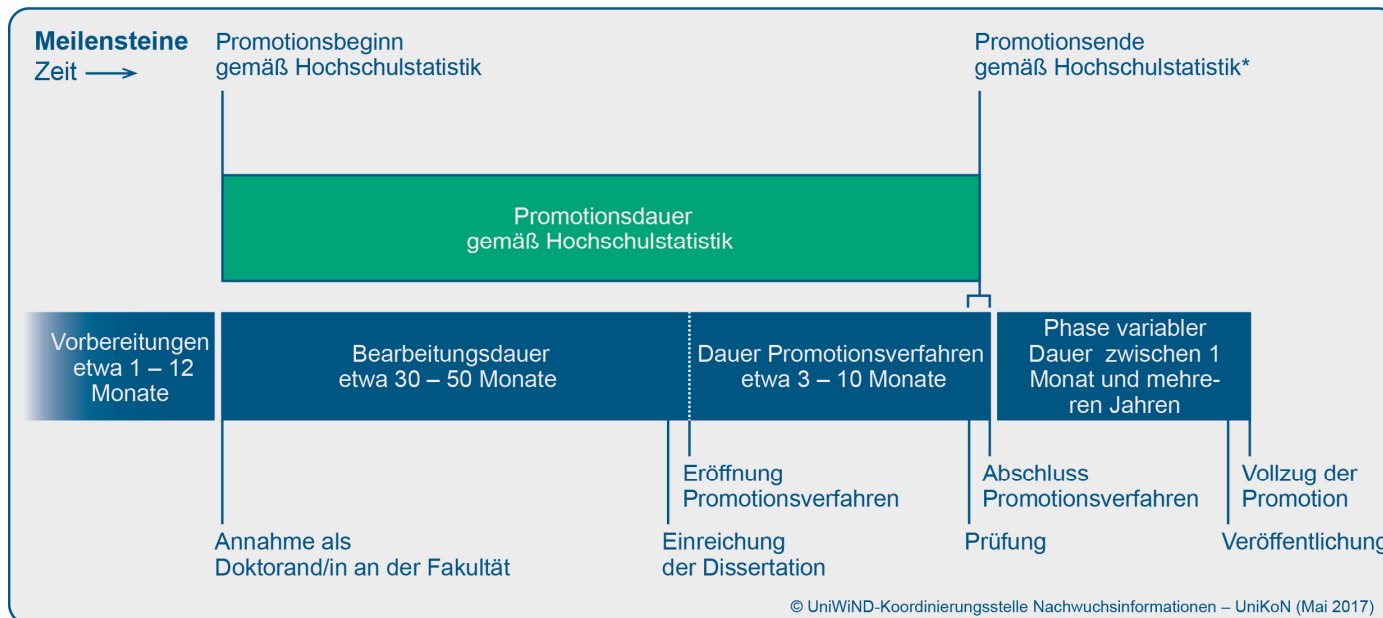 Meilensteine
Zeit →
Promotionsbeginn
gemäß Hochschulstatistik
Promotionsende
gemäß Hochschulstatistik*
Promotionsdauer
gemäß Hochschulstatistik
Vorbereitungen
etwa 1 – 12
Monate
Bearbeitungsdauer
etwa 30 – 50 Monate
Dauer Promotionsverfahren
etwa 3 – 10 Monate
Phase variabler
Dauer zwischen 1
Monat und mehre-
ren Jahren
Eröffnung
Promotionsverfahren
Abschluss
Promotionsverfahren
Vollzug der
Promotion
Annahme als
Doktorand/in an der Fakultät
Einreichung
der Dissertation
Prüfung
Veröffentlichung
© UniWiND-Koordinierungsstelle Nachwuchsinformationen – UniKoN (Mai 2017)